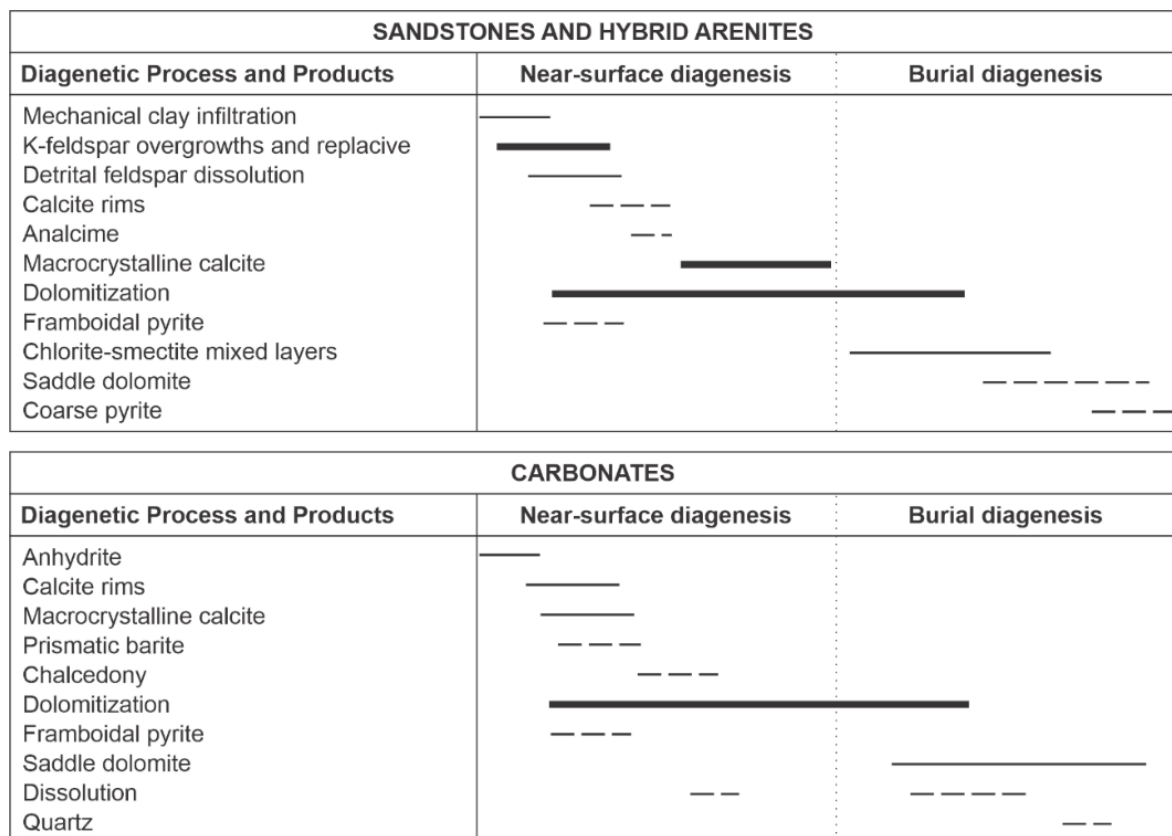 SANDSTONES AND HYBRID ARENITES
Diagenetic Process and Products Near-surface diagenesis Burial diagenesis
Mechanical clay infiltration
K-feldspar overgrowths and replacive
Detrital feldspar dissolution
Calcite rims
Analcime
Macrocrystalline calcite
Dolomitization
Framboidal pyrite
Chlorite-smectite mixed layers
Saddle dolomite
Coarse pyrite
CARBONATES
Diagenetic Process and Products Near-surface diagenesis Burial diagenesis
Anhydrite
Calcite rims
Macrocrystalline calcite
Prismatic barite
Chalcedony
Dolomitization
Framboidal pyrite
Saddle dolomite
Dissolution
Quartz